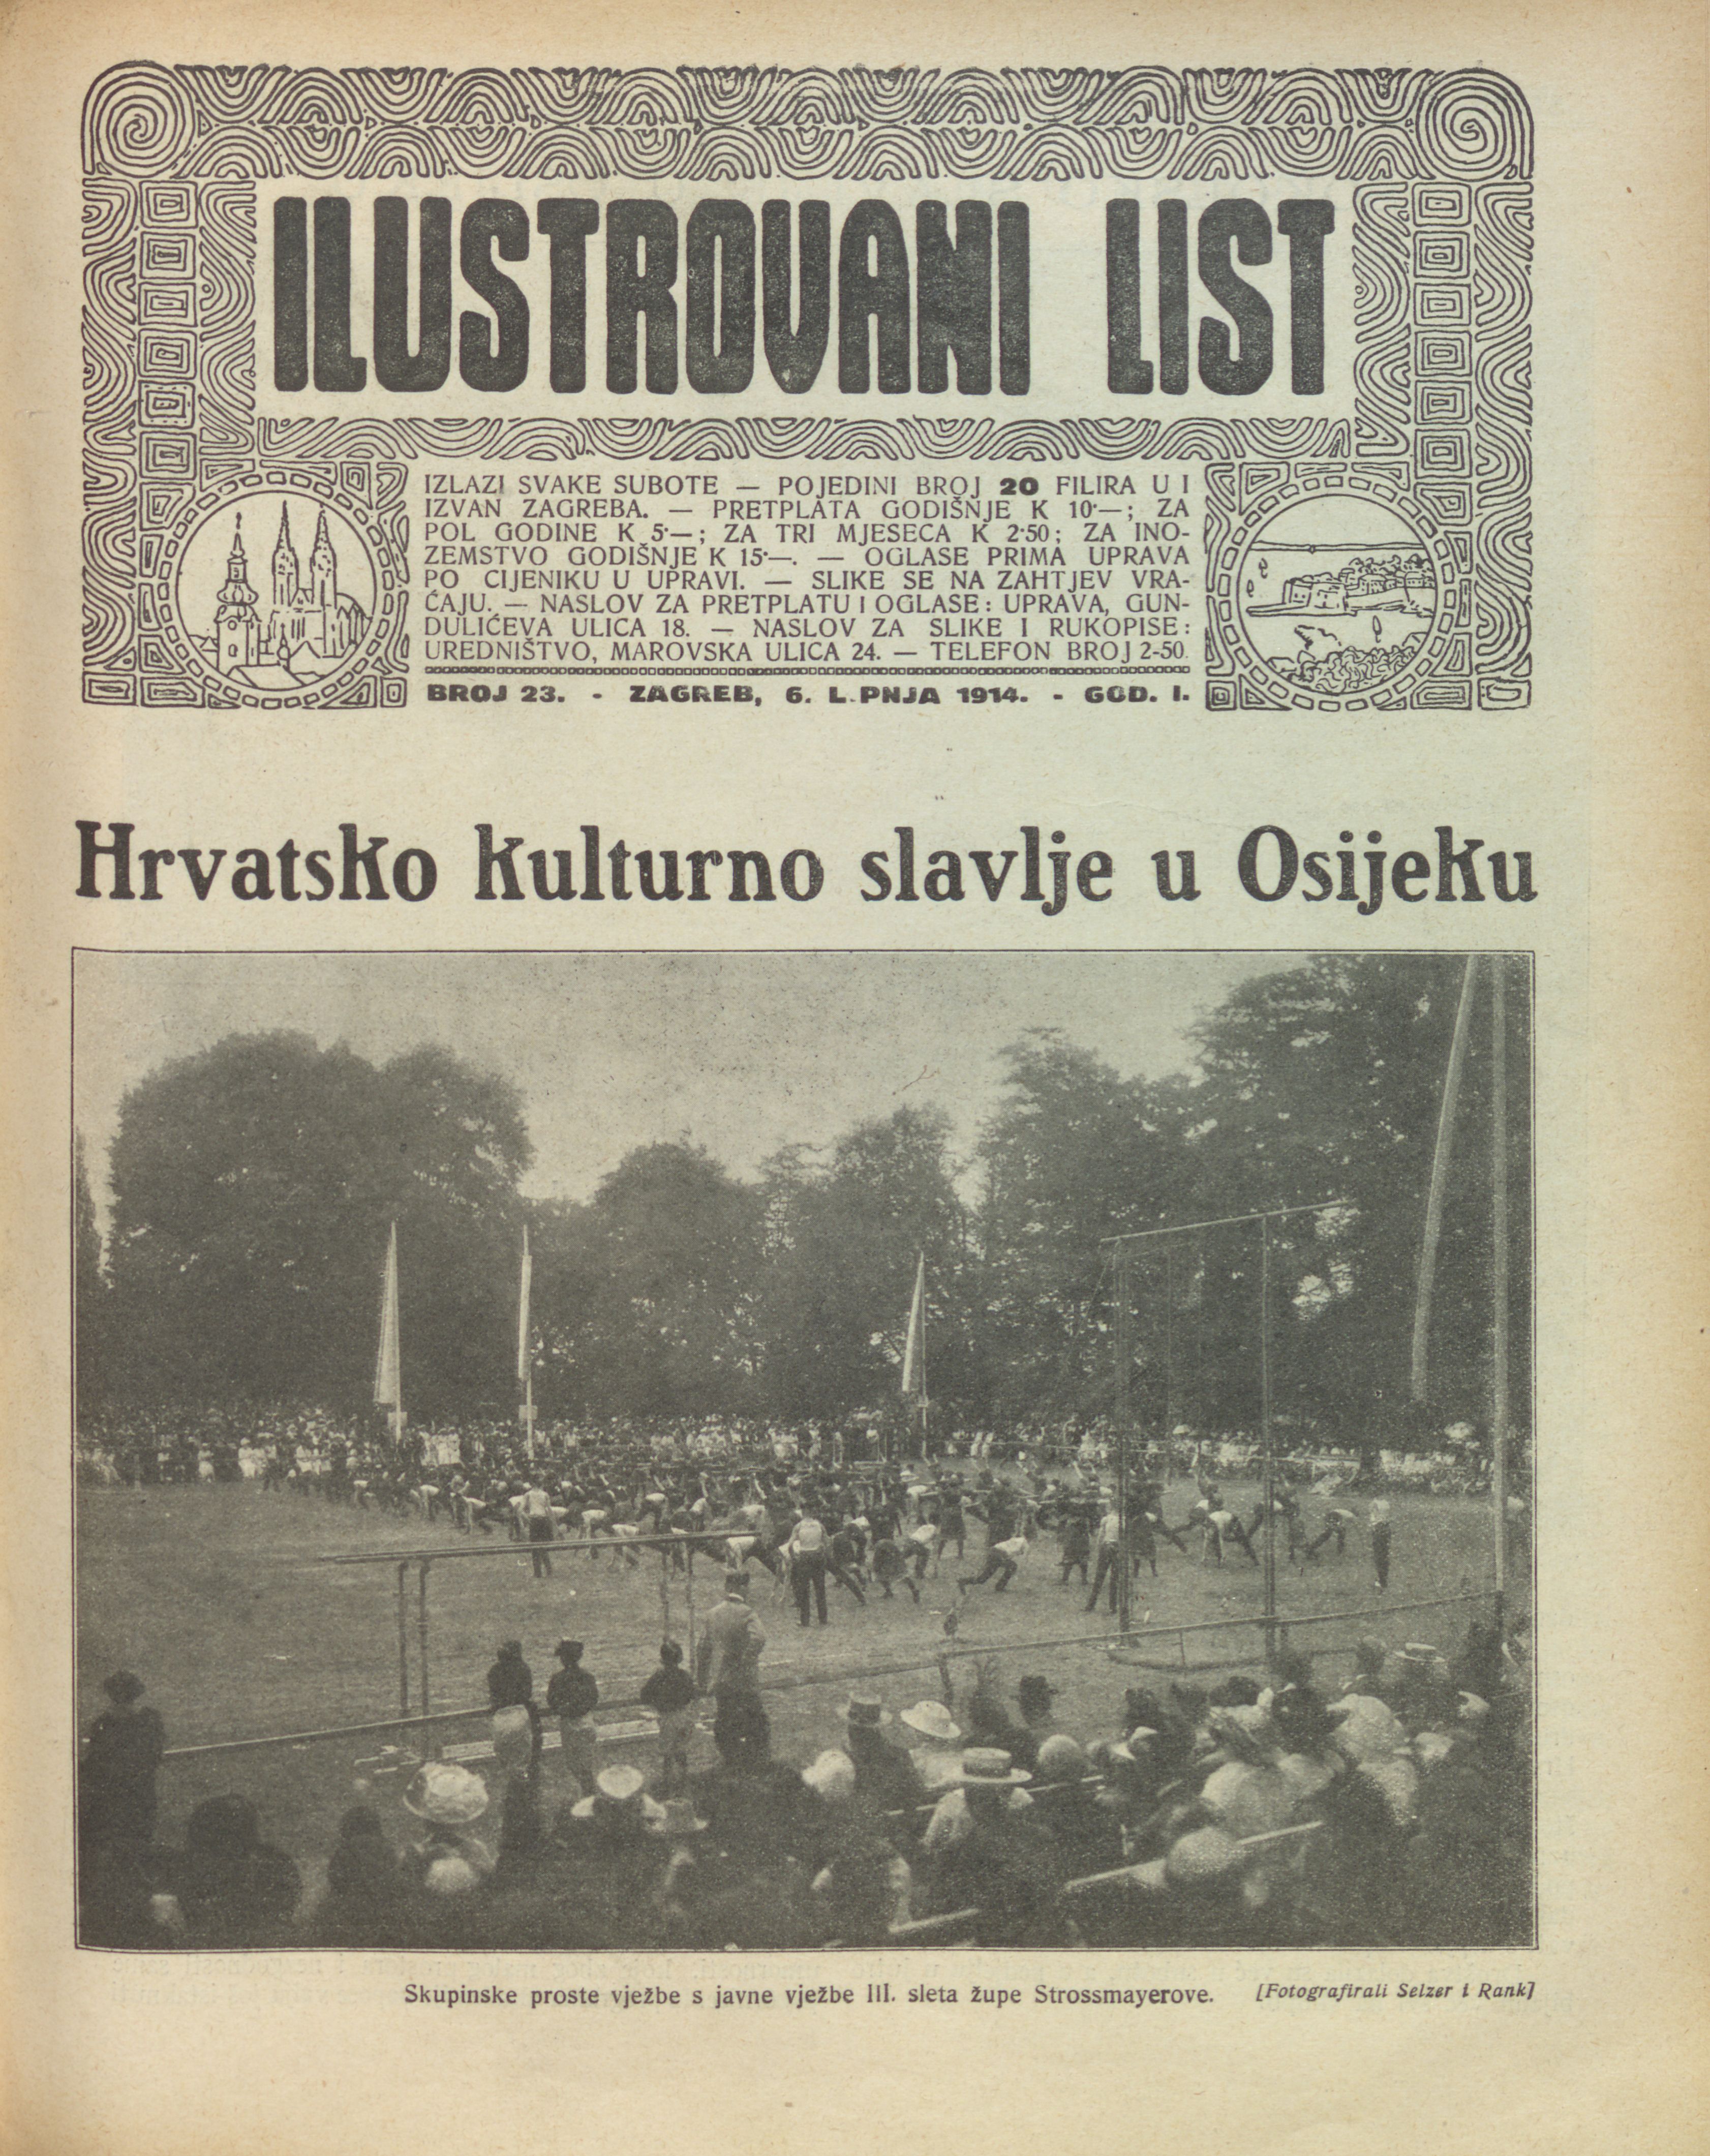 ILUSTROVANI LIST
IZLAZI SVAKE SUBOTE — POJEDINI BROJ 20 FILIRA U I
IZVAN ZAGREBA. — PRETPLATA GODIŠNJE K 10·—; ZA
POL GODINE K 5·—; ZA TRI MJESECA K 2·50; ZA INO-
ZEMSTVO GODIŠNJE K 15·—. — OGLASE PRIMA UPRAVA
PO CIJENIKU U UPRAVI. — SLIKE SE NA ZAHTJEV VRA-
ĆAJU. — NASLOV ZA PRETPLATU I OGLASE: UPRAVA, GUN-
DULIĆEVA ULICA 18. — NASLOV ZA SLIKE I RUKOPISE:
UREDNIŠTVO, MAROVSKA ULICA 24. — TELEFON BROJ 2-50.
BROJ 23. - ZAGREB, 6. L.PNJA 1914. - GOD. I.
Hrvatsko kulturno slavlje u Osijeku
Skupinske proste vježbe s javne vježbe III. sleta župe Strossmayerove. [Fotografirali Selzer i Rank]